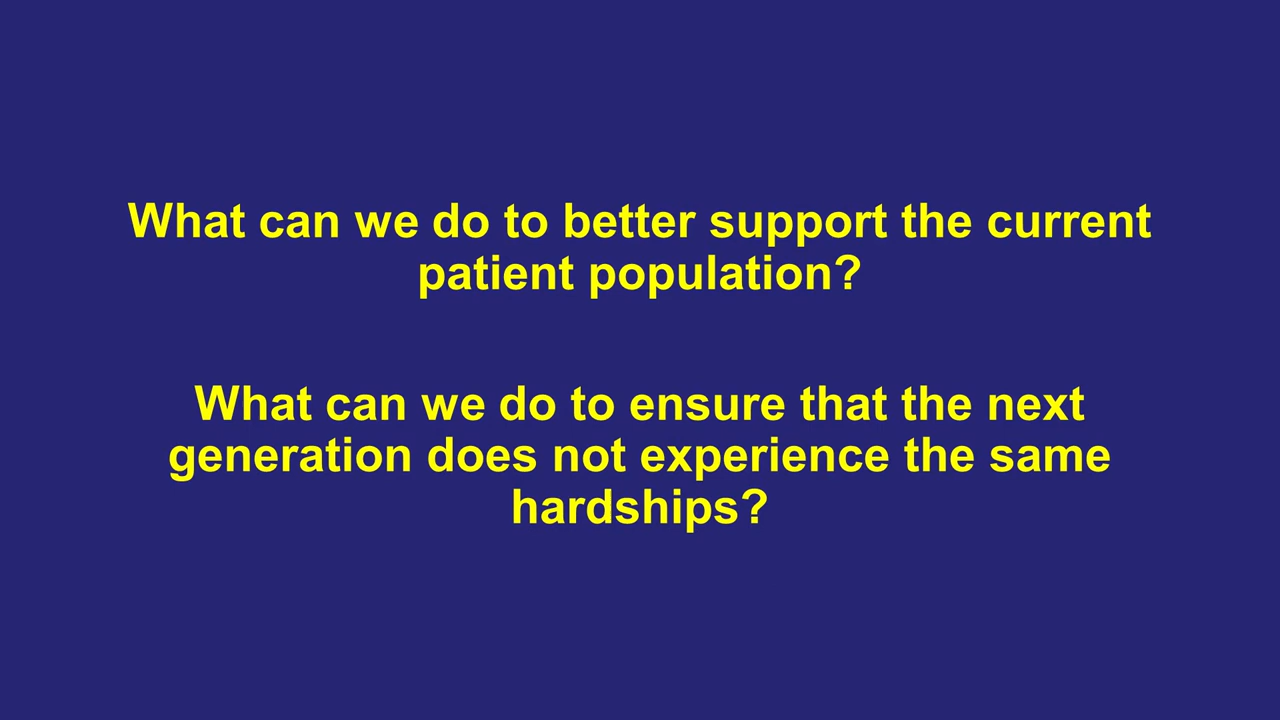 What can we do to better support the current
patient population?
What can we do to ensure that the next
generation does not experience the same
hardships?